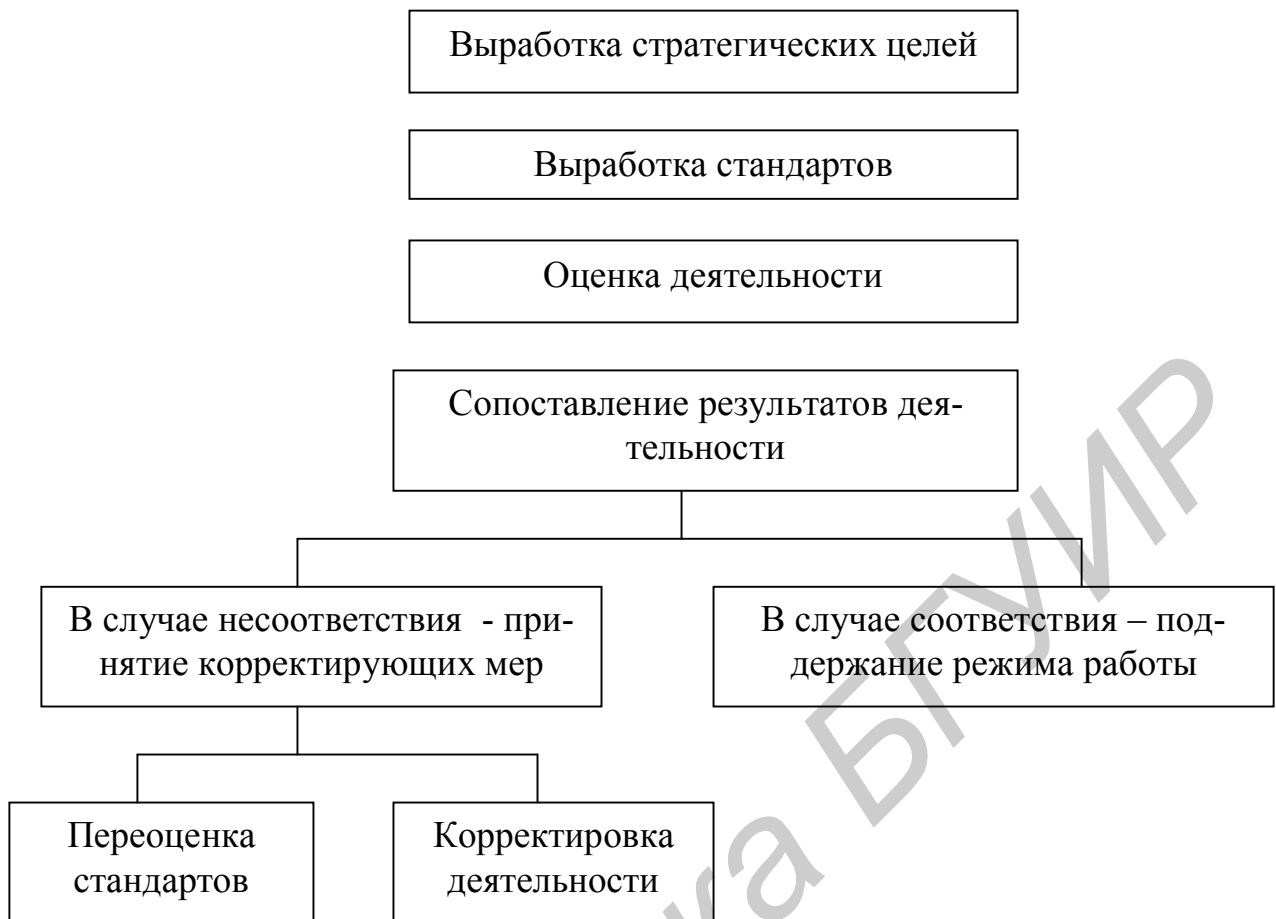 Выработка стратегических целей
Выработка стандартов
Оценка деятельности
Сопоставление результатов дея-
тельности
В случае несоответствия - при-
нятие корректирующих мер
В случае соответствия – под-
держание режима работы
Переоценка
стандартов
Корректировка
деятельности
БГУИР